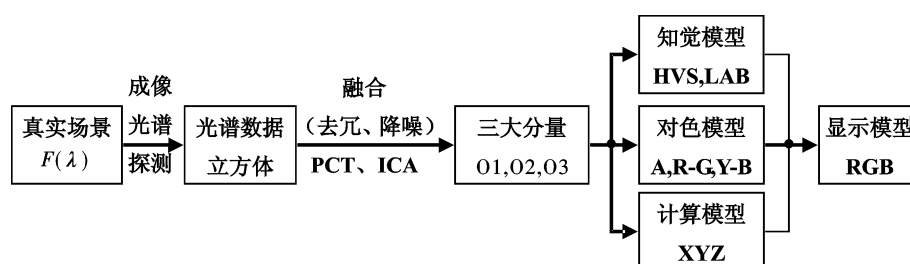 真实场景
F(λ)
成像
光谱
探测
光谱数据
立方体
融合
（去冗、降噪）
PCT、ICA
三大分量
O1,O2,O3
知觉模型
HVS,LAB
对色模型
A,R-G,Y-B
计算模型
XYZ
显示模型
RGB